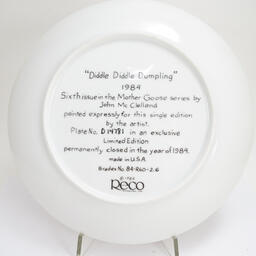 "Diddle Diddle Dumpling"
1984
Sixth issue in the Mother Goose series by
John McClelland
painted expressly for this single edition
by the artist.
Plate No. D14781 in an exclusive
Limited Edition
permanently closed in the year of 1984.
made in U.S.A.
Bradex No. 84-R60-2.6
© 1984
Reco